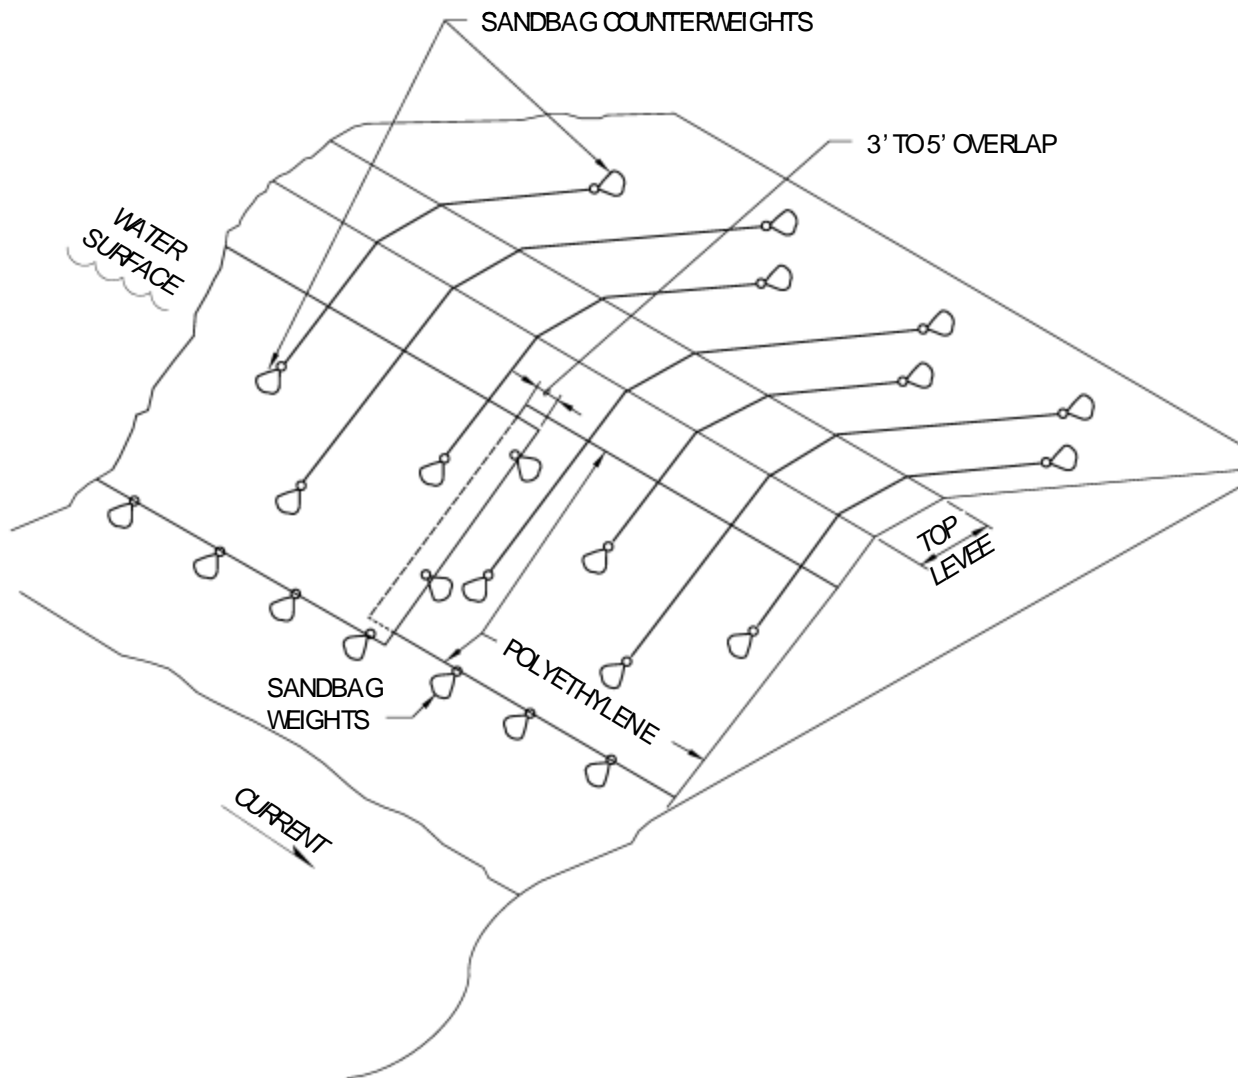 SANDBAG COUNTERWEIGHTS
3' TO 5' OVERLAP
WATER
SURFACE
TOP
LEVEE
POLYETHYLENE
SANDBAG
WEIGHTS
CURRENT